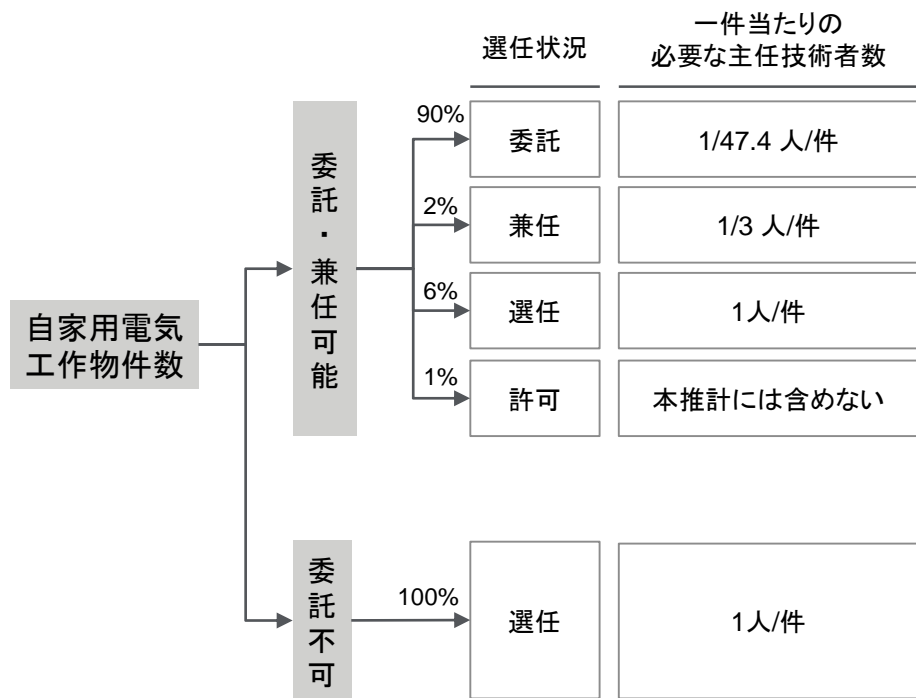 選任状況
一件当たりの
必要な主任技術者数
自家用電気
工作物件数
委託・兼任可能
90%
委託
1/47.4 人/件
2%
兼任
1/3 人/件
6%
選任
1人/件
1%
許可
本推計には含めない
委託不可
100%
選任
1人/件